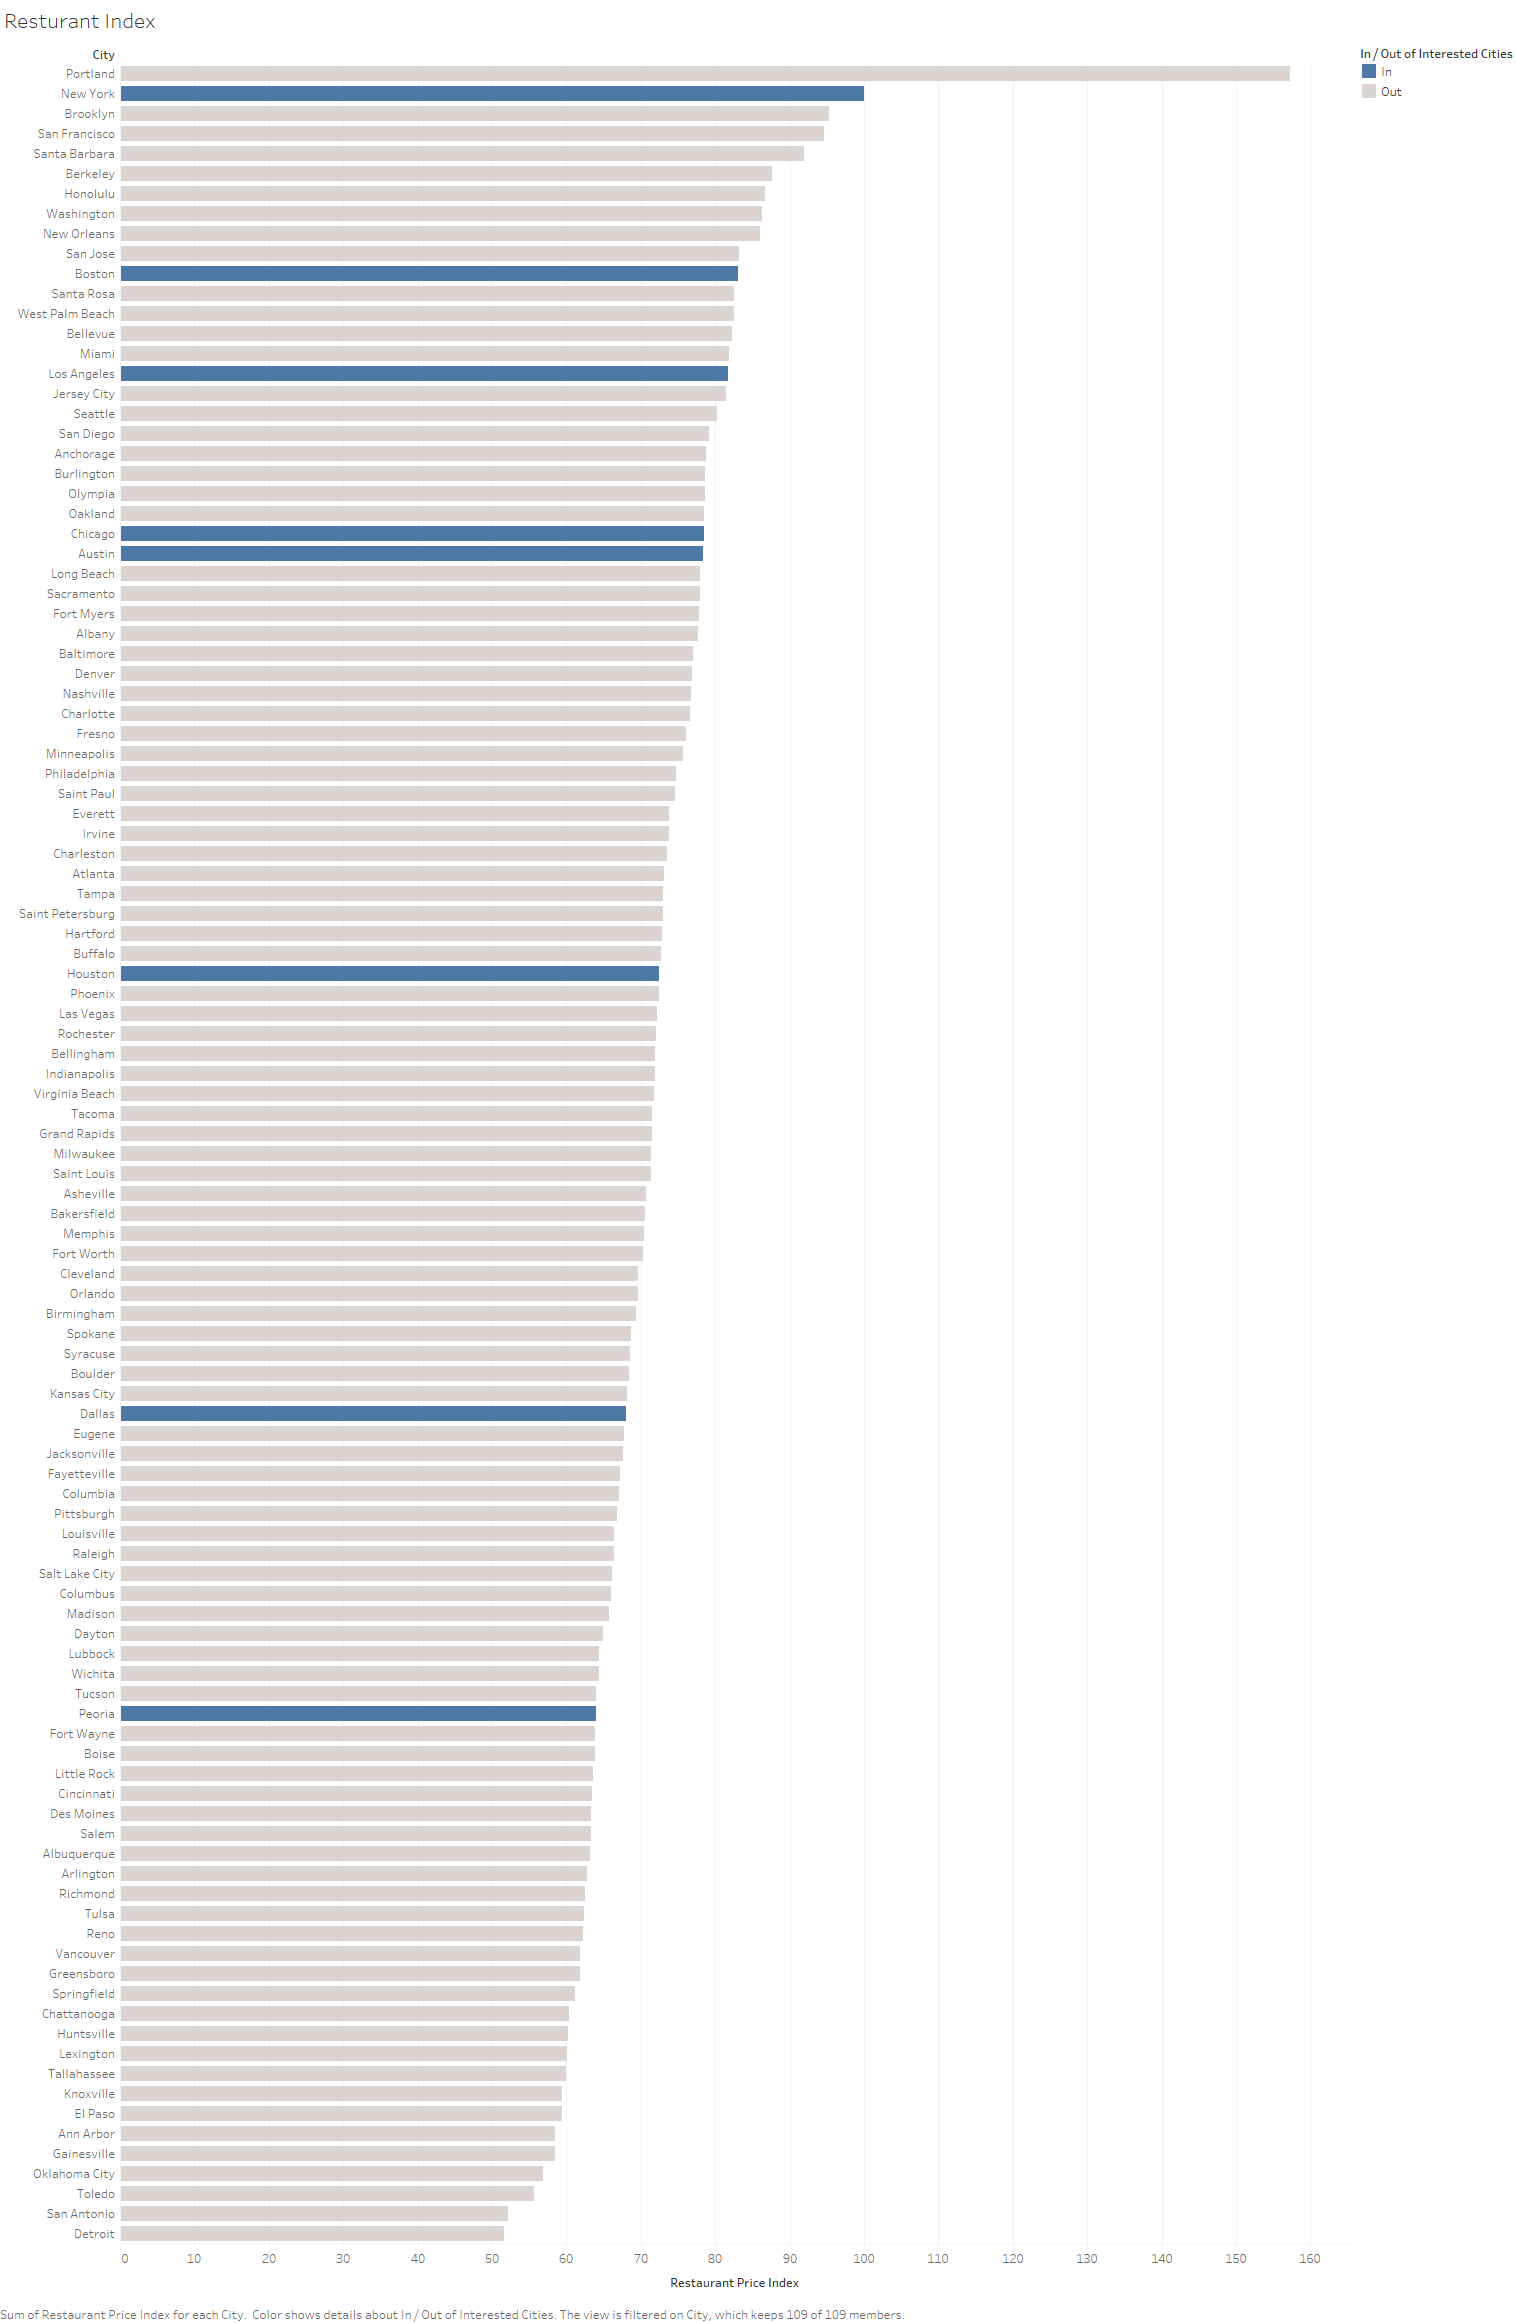 Resturant Index
City
In / Out of Interested Cities
In
Out
Portland
New York
Brooklyn
San Francisco
Santa Barbara
Berkeley
Honolulu
Washington
New Orleans
San Jose
Boston
Santa Rosa
West Palm Beach
Bellevue
Miami
Los Angeles
Jersey City
Seattle
San Diego
Anchorage
Burlington
Olympia
Oakland
Chicago
Austin
Long Beach
Sacramento
Fort Myers
Albany
Baltimore
Denver
Nashville
Charlotte
Fresno
Minneapolis
Philadelphia
Saint Paul
Everett
Irvine
Charleston
Atlanta
Tampa
Saint Petersburg
Hartford
Buffalo
Houston
Phoenix
Las Vegas
Rochester
Bellingham
Indianapolis
Virginia Beach
Tacoma
Grand Rapids
Milwaukee
Saint Louis
Asheville
Bakersfield
Memphis
Fort Worth
Cleveland
Orlando
Birmingham
Spokane
Syracuse
Boulder
Kansas City
Dallas
Eugene
Jacksonville
Fayetteville
Columbia
Pittsburgh
Louisville
Raleigh
Salt Lake City
Columbus
Madison
Dayton
Lubbock
Wichita
Tucson
Peoria
Fort Wayne
Boise
Little Rock
Cincinnati
Des Moines
Salem
Albuquerque
Arlington
Richmond
Tulsa
Reno
Vancouver
Greensboro
Springfield
Chattanooga
Huntsville
Lexington
Tallahassee
Knoxville
El Paso
Ann Arbor
Gainesville
Oklahoma City
Toledo
San Antonio
Detroit
0 10 20 30 40 50 60 70 80 90 100 110 120 130 140 150 160
Restaurant Price Index
Sum of Restaurant Price Index for each City. Color shows details about In / Out of Interested Cities. The view is filtered on City, which keeps 109 of 109 members.